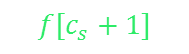 f[c_s + 1]